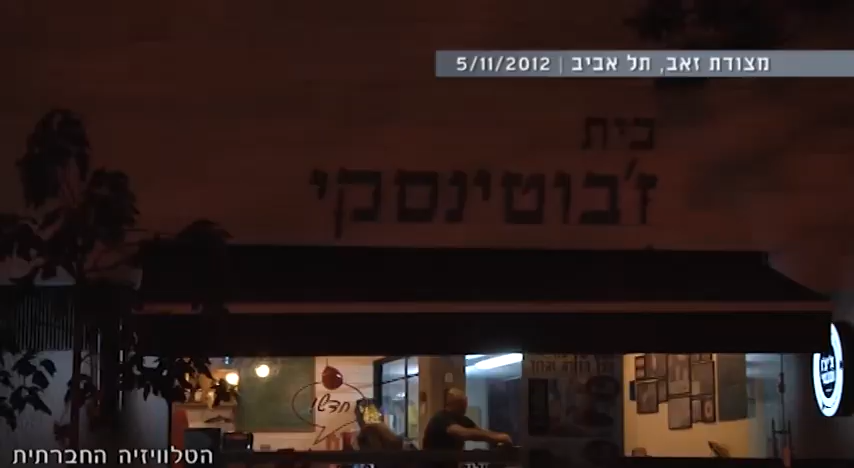 מצודת זאב, תל אביב | 5/11/2012
בית
ז'בוטינסקי
חדש!
הטלוויזיה החברתית